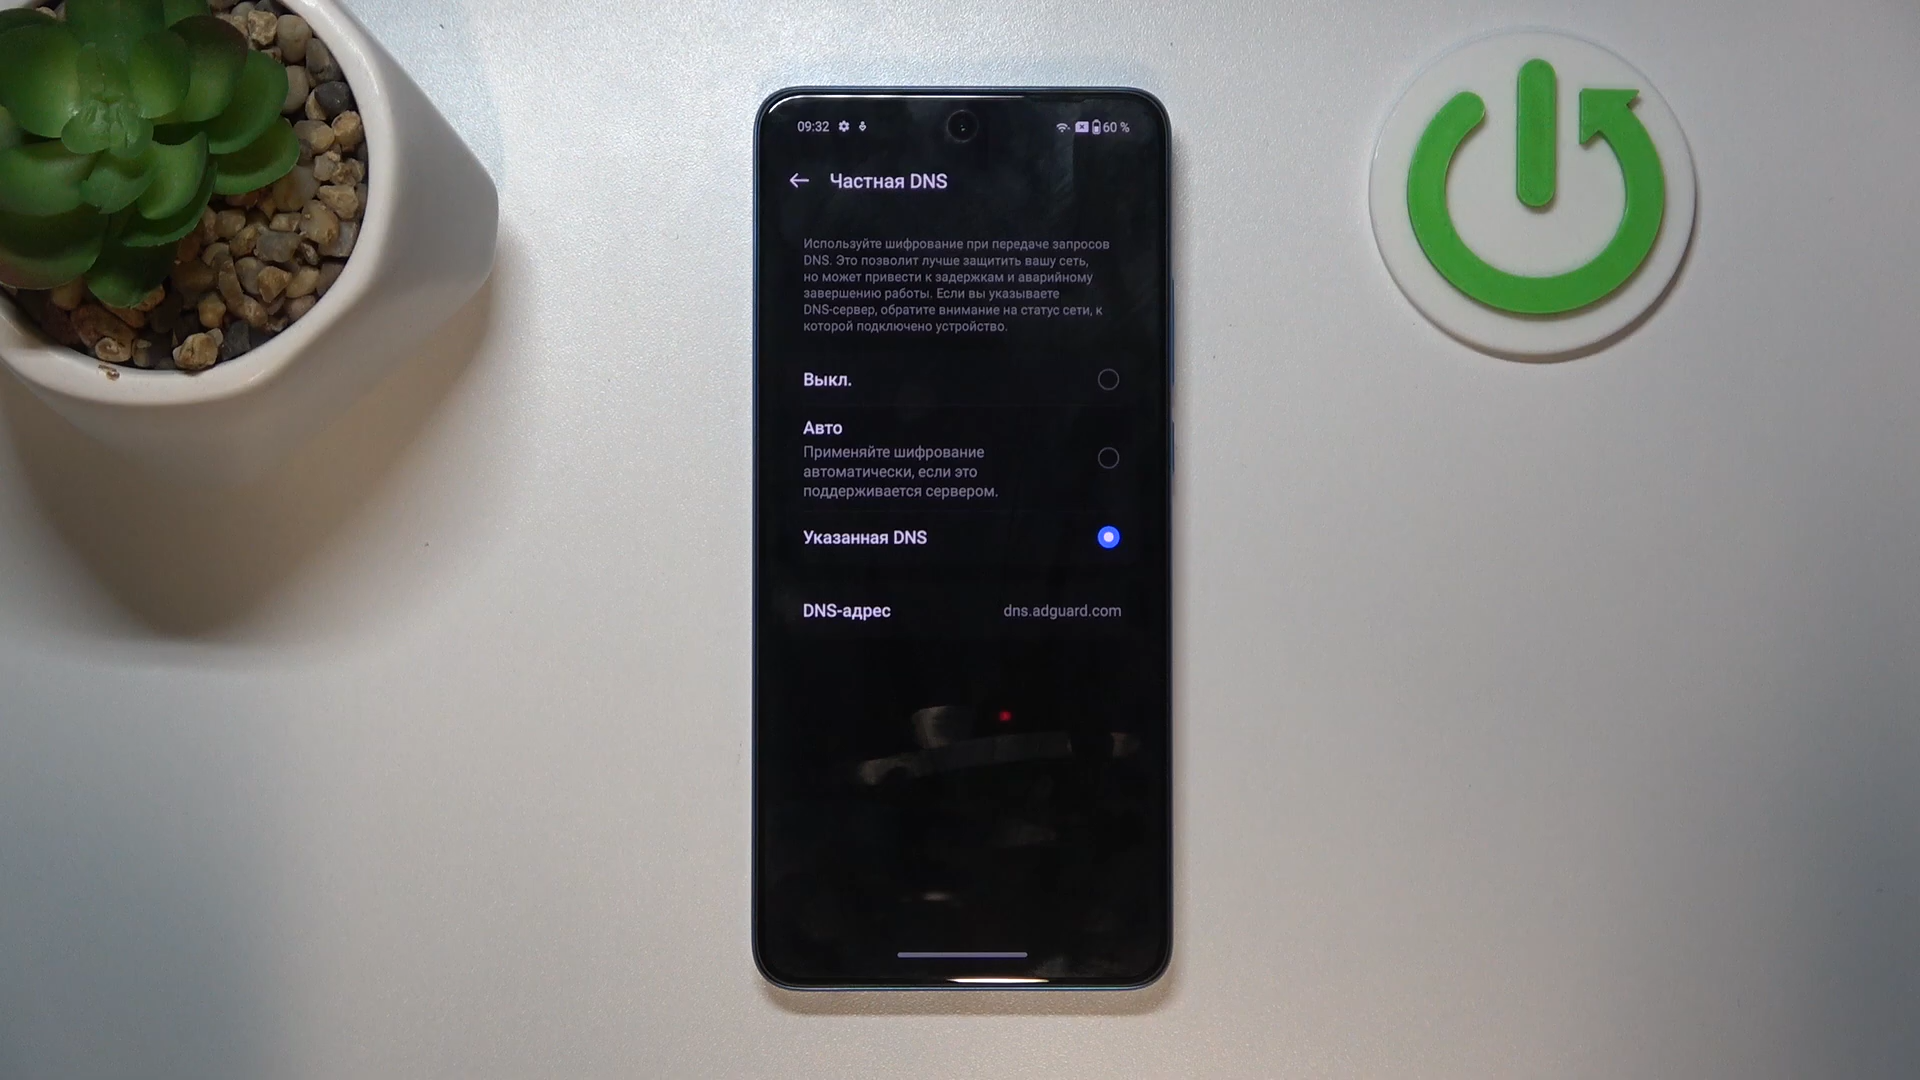 09:32 60 %
Частная DNS
Используйте шифрование при передаче запросов
DNS. Это позволит лучше защитить вашу сеть,
но может привести к задержкам и аварийному
завершению работы. Если вы указываете
DNS-сервер, обратите внимание на статус сети, к
которой подключено устройство.
Выкл.
Авто
Применяйте шифрование
автоматически, если это
поддерживается сервером.
Указанная DNS
DNS-адрес dns.adguard.com